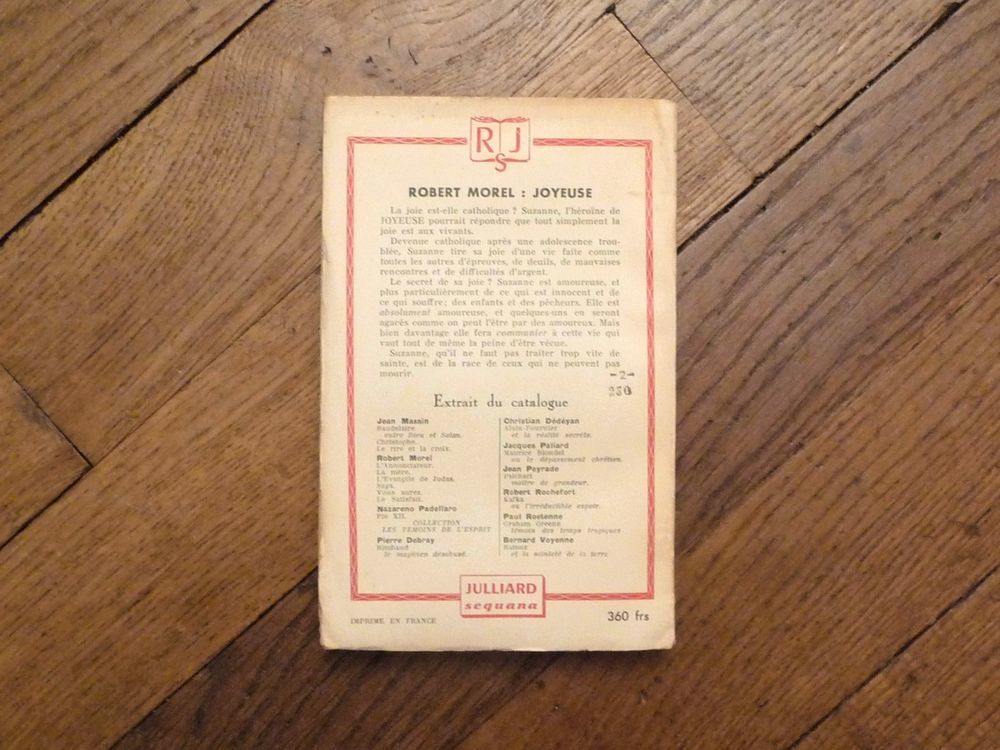 RSJ
ROBERT MOREL : JOYEUSE
La joie est-elle catholique ? Suzanne, l'héroïne de
JOYEUSE pourrait répondre que tout simplement la
joie est aux vivants.
Devenue catholique après une adolescence trou-
blée, Suzanne tire sa joie d'une vie faite comme
toutes les autres d'épreuves, de deuils, de mauvaises
rencontres et de difficultés d'argent.
Le secret de sa joie ? Suzanne est amoureuse, et
plus particulièrement de ce qui est innocent et de
ce qui souffre; des enfants et des pêcheurs. Elle est
absolument amoureuse, et quelques-uns en seront
agacés comme on peut l'être par des amoureux. Mais
bien davantage elle fera communier à cette vie qui
vaut tout de même la peine d'être vécue.
Suzanne, qu'il ne faut pas traiter trop vite de
sainte, est de la race de ceux qui ne peuvent pas
mourir.
-2-
250
Extrait du catalogue
Jean Massin
Baudelaire
entre Dieu et Satan.
Christophe.
Le rire et la croix.
Robert Morel
L'Annonciateur.
La mère.
L'Evangile de Judas.
Saga.
Vous aurez.
Le Satisfait.
Nazareno Padellaro
Pie XII.
COLLECTION
LES TÉMOINS DE L'ESPRIT
Pierre Debray
Rimbaud
le magicien désabusé.
Christian Dédéyan
Alain-Fournier
et la réalité secrète.
Jacques Paliard
Maurice Blondel
ou le dépassement chrétien.
Jean Peyrade
Psichari
maître de grandeur.
Robert Rochefort
Kafka
ou l'irréductible espoir.
Paul Rostenne
Graham Greene
témoin des temps tragiques
Bernard Voyenne
Ramuz
et la sainteté de la terre
JULLIARD
sequana
IMPRIMÉ EN FRANCE
360 frs